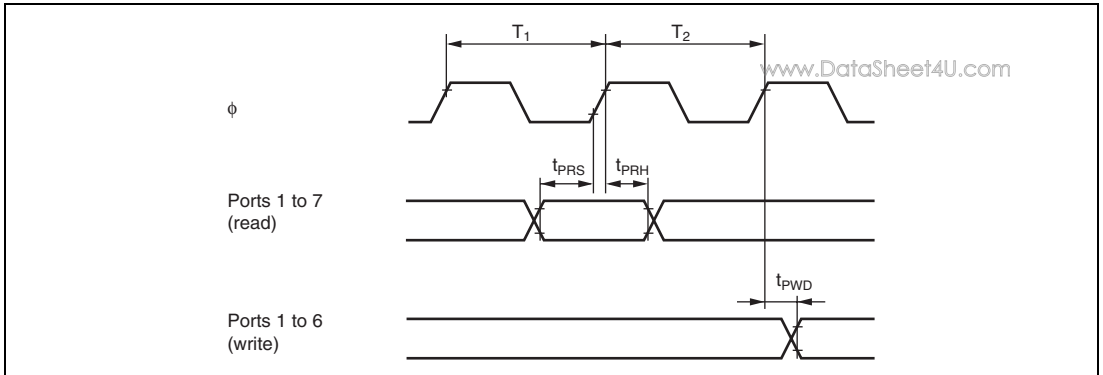 T1 T2
www.DataSheet4U.com
ϕ
tPRS tPRH
Ports 1 to 7
(read)
tPWD
Ports 1 to 6
(write)